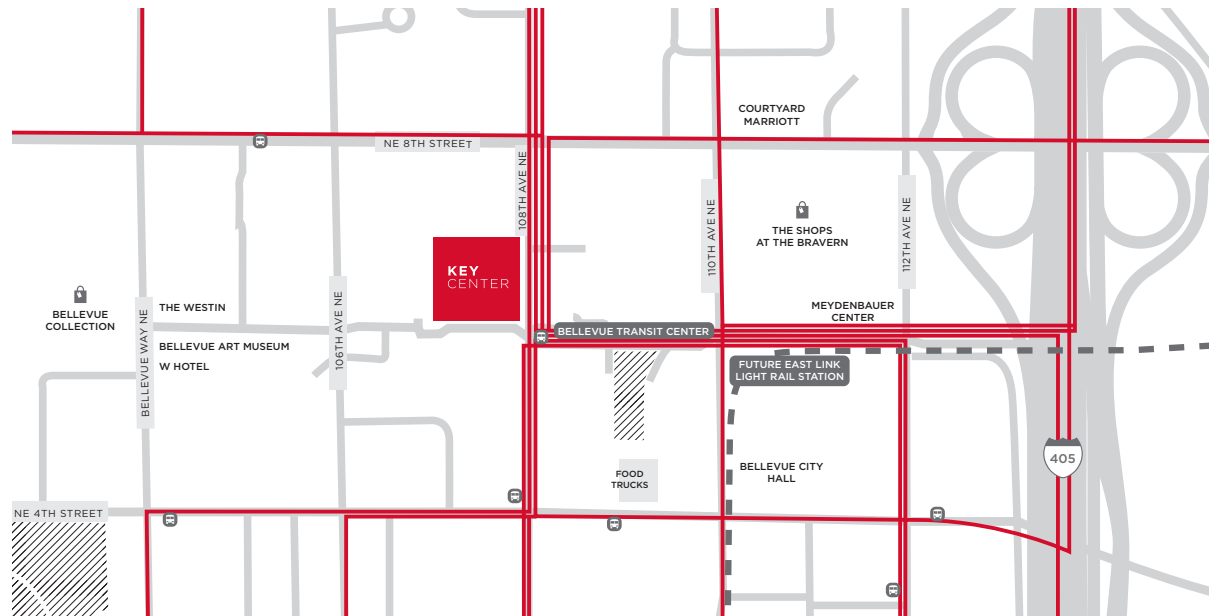 COURTYARD
MARRIOTT
NE 8TH STREET
108TH AVE NE
110TH AVE NE
112TH AVE NE
THE SHOPS
AT THE BRAVERN
KEY
CENTER
BELLEVUE
COLLECTION
THE WESTIN
BELLEVUE WAY NE
106TH AVE NE
BELLEVUE ART MUSEUM
W HOTEL
MEYDENBAUER
CENTER
BELLEVUE TRANSIT CENTER
FUTURE EAST LINK
LIGHT RAIL STATION
405
FOOD
TRUCKS
BELLEVUE CITY
HALL
NE 4TH STREET